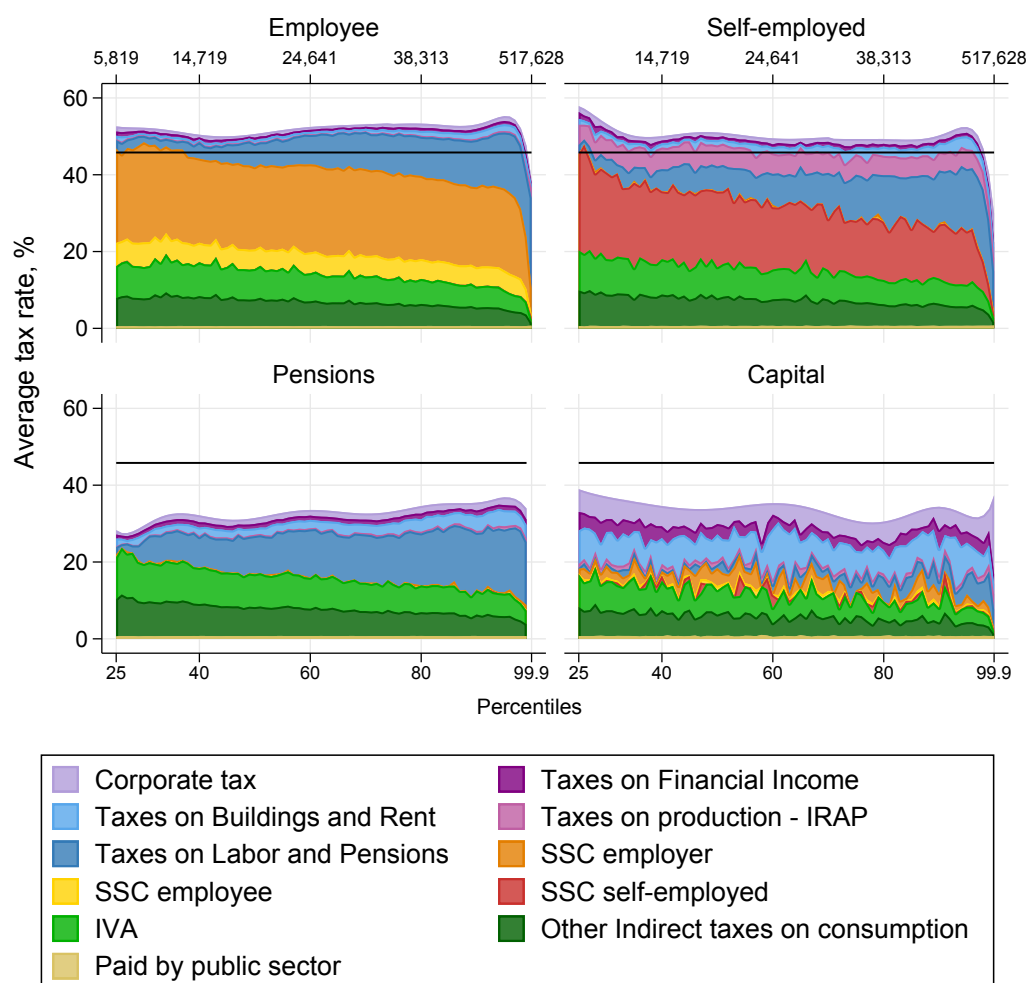 Employee Self-employed
5,819 14,719 24,641 38,313 517,628 14,719 24,641 38,313 517,628
60
40
20
0
Average tax rate, %
Pensions Capital
60
40
20
0
25 40 60 80 99.9 25 40 60 80 99.9
Percentiles
Corporate tax Taxes on Financial Income
Taxes on Buildings and Rent Taxes on production - IRAP
Taxes on Labor and Pensions SSC employer
SSC employee SSC self-employed
IVA Other Indirect taxes on consumption
Paid by public sector